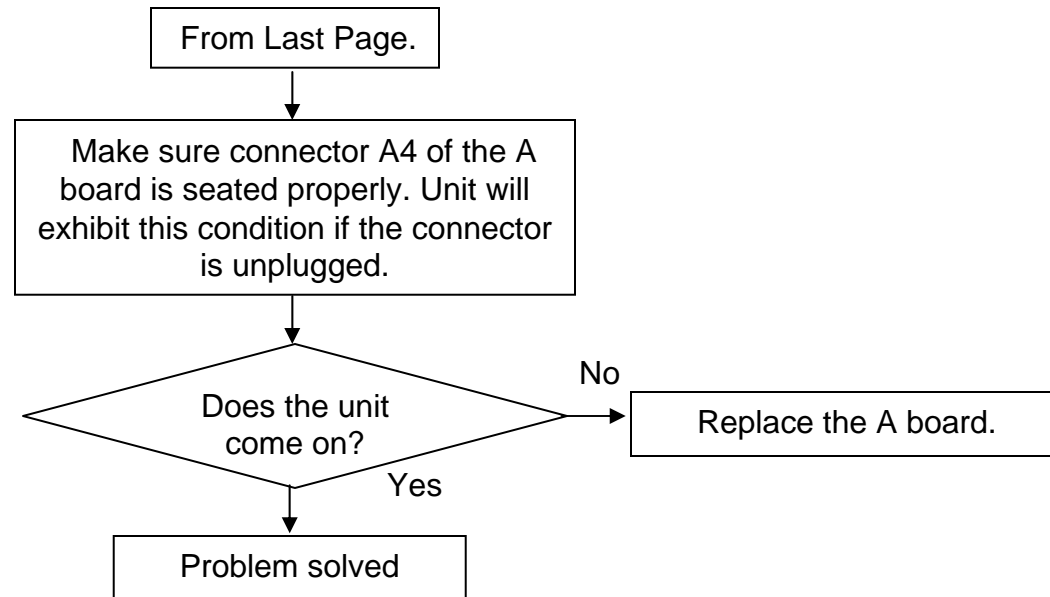 From Last Page.
Make sure connector A4 of the A
board is seated properly. Unit will
exhibit this condition if the connector
is unplugged.
Does the unit
come on?
No
Replace the A board.
Yes
Problem solved